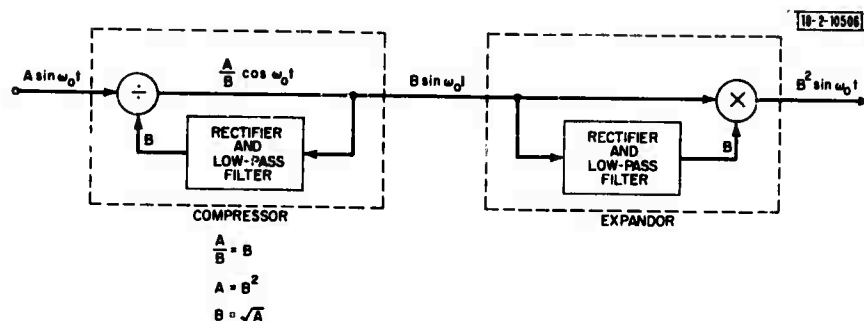 18-2-10506
A sin ω₀t
÷
A/B cos ω₀t
B sin ω₀t
×
B² sin ω₀t
B
RECTIFIER
AND
LOW-PASS
FILTER
RECTIFIER
AND
LOW-PASS
FILTER
B
COMPRESSOR
EXPANDOR
A/B = B
A = B²
B = √A